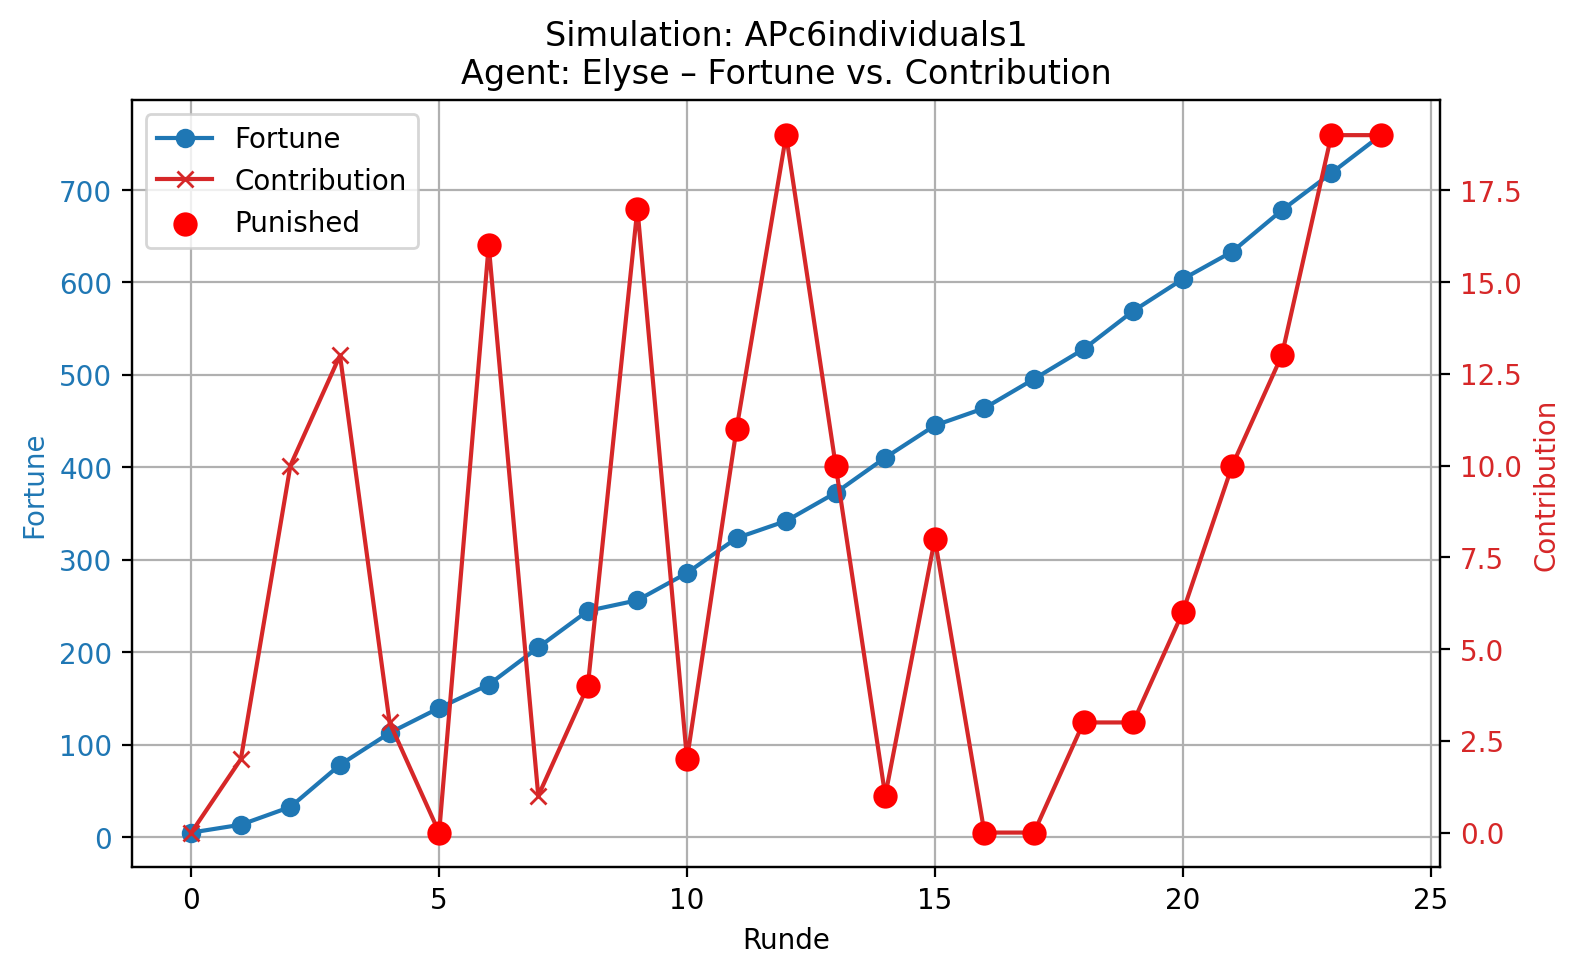 Simulation: APc6individuals1
Agent: Elyse – Fortune vs. Contribution
Fortune
Contribution
Punished
700
600
500
400
300
200
100
0
Fortune
17.5
15.0
12.5
10.0
7.5
5.0
2.5
0.0
Contribution
0
5
10
15
20
25
Runde